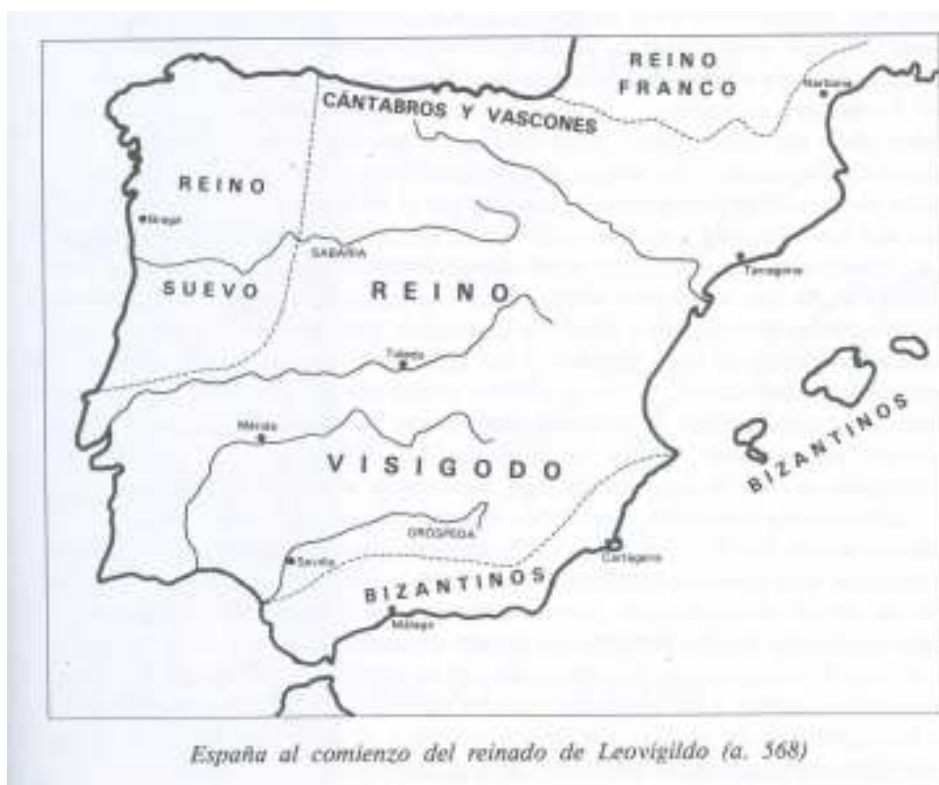 REINO
FRANCO
Narbona
CÁNTABROS Y VASCONES
REINO
Braga
SABARIA
SUEVO
REINO
Tarragona
Toledo
Mérida
BIZANTINOS
VISIGODO
OROSPEDA
Sevilla
Cartagena
BIZANTINOS
Málaga
España al comienzo del reinado de Leovigildo (a. 568)